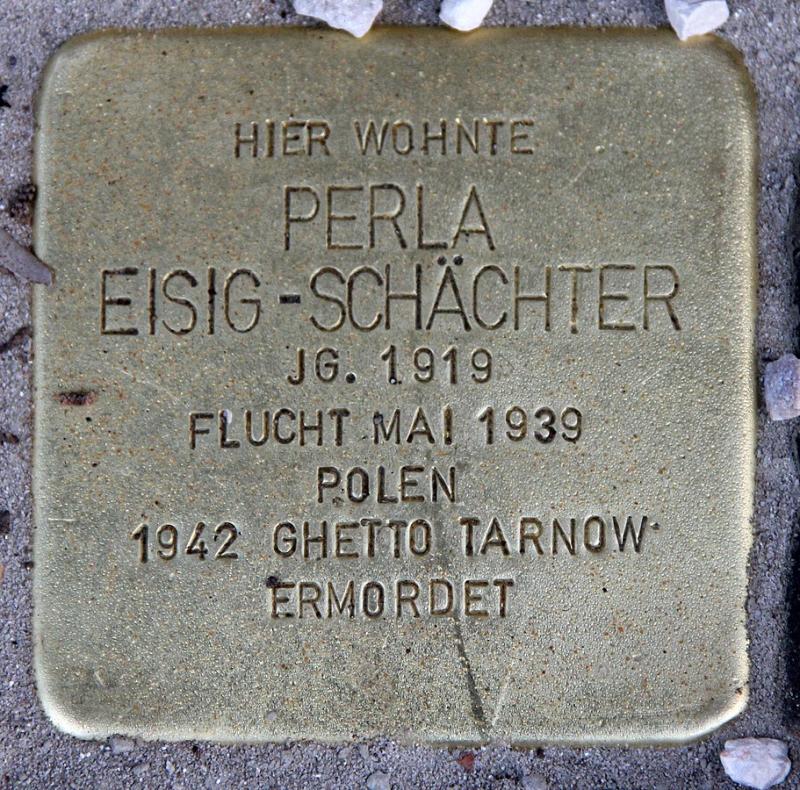 HIER WOHNTE
PERLA
EISIG-SCHÄCHTER
JG. 1919
FLUCHT MAI 1939
POLEN
1942 GHETTO TARNOW
ERMORDET